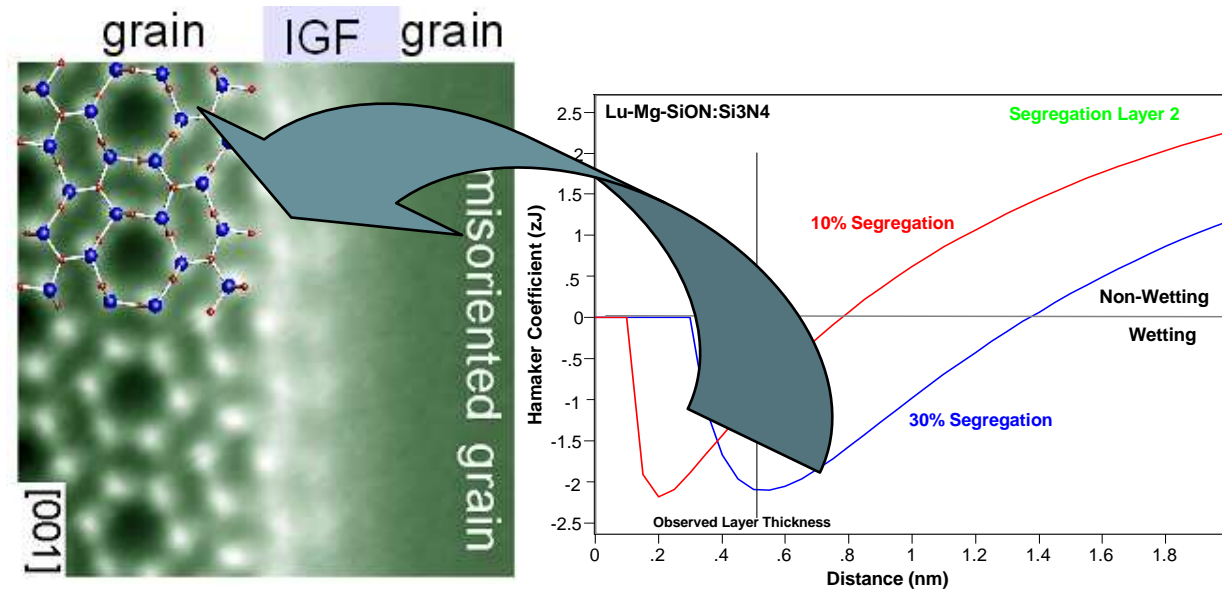 grain IGF grain
misoriented grain
[001]
Lu-Mg-SiON:Si3N4
Segregation Layer 2
10% Segregation
30% Segregation
Non-Wetting
Wetting
Observed Layer Thickness
Hamaker Coefficient (zJ)
2.5
2
1.5
1
.5
0
-.5
-1
-1.5
-2
-2.5
0 .2 .4 .6 .8 1 1.2 1.4 1.6 1.8
Distance (nm)